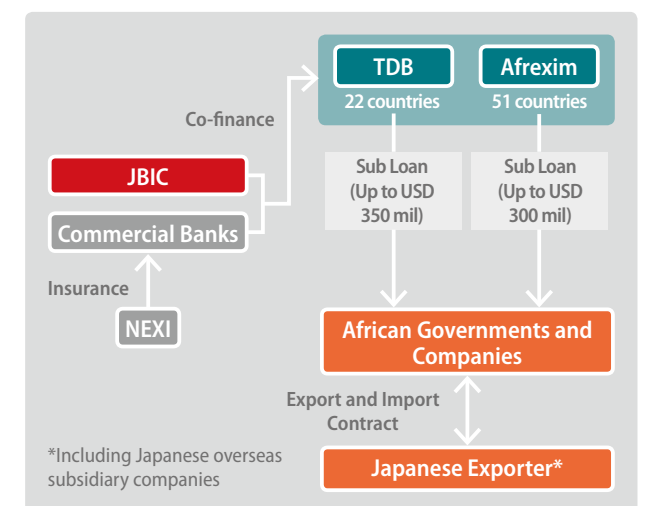 TDB
22 countries
Afrexim
51 countries
Co-finance
JBIC
Commercial Banks
Insurance
NEXI
Sub Loan
(Up to USD
350 mil)
Sub Loan
(Up to USD
300 mil)
African Governments and
Companies
Export and Import
Contract
Japanese Exporter*
*Including Japanese overseas
subsidiary companies